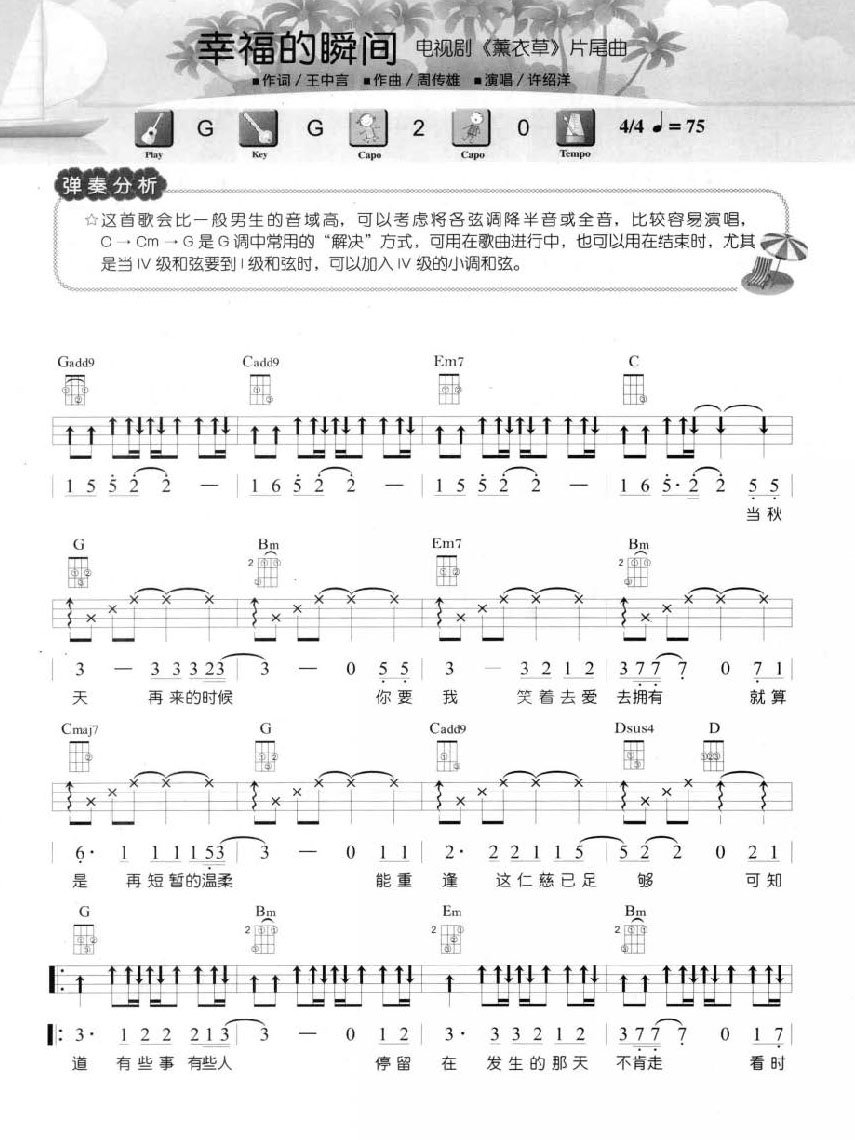 幸福的瞬间 电视剧《薰衣草》片尾曲
■作词/王中言 ■作曲/周传雄 ■演唱/许绍洋
G G 2 0 4/4 ♩=75
Play Key Capo Capo Tempo
弹奏分析
☆这首歌会比一般男生的音域高，可以考虑将各弦调降半音或全音，比较容易演唱，
C→Cm→G是G调中常用的“解决”方式，可用在歌曲进行中，也可以用在结束时，尤其
是当IV级和弦要到I级和弦时，可以加入IV级的小调和弦。
Gadd9 Cadd9 Em7 C
| 1 5 5 2 2 — | 1 6 5 2 2 — | 1 5 5 2 2 — | 1 6 5· 2 2 5 5 |
当秋
G Bm Em7 Bm
2 2
3 — 3 3 3 2 3 | 3 — 0 5 5 | 3 — 3 2 1 2 | 3 7 7 7 0 7 1 |
天 再来的时候 你要 我 笑着去爱 去拥有 就算
Cmaj7 G Cadd9 Dsus4 D
| 6· 1 1 1 1 5 3 | 3 — 0 1 1 | 2· 2 2 1 1 5 | 5 2 2 0 2 1 |
是 再短暂的温柔 能重 逢 这仁慈已足 够 可知
G Bm Em Bm
2 2 2
‖: 3· 1 2 2 2 1 3 | 3 — 0 1 2 | 3· 3 3 2 1 2 | 3 7 7 7 0 1 7 |
道 有些事 有些人 停留 在 发生的那天 不肯走 看时